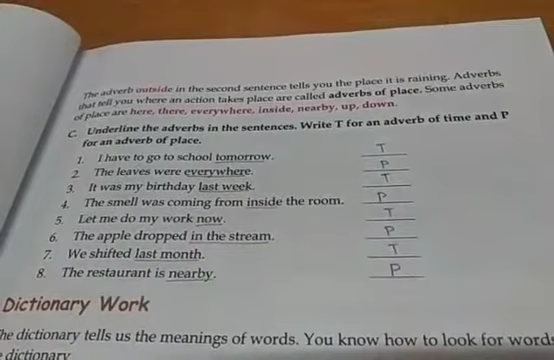 The adverb outside in the second sentence tells you the place it is raining. Adverbs
that tell you where an action takes place are called adverbs of place. Some adverbs
of place are here, there, everywhere, inside, nearby, up, down.
C. Underline the adverbs in the sentences. Write T for an adverb of time and P
for an adverb of place.
1. I have to go to school tomorrow. T
2. The leaves were everywhere. P
3. It was my birthday last week. T
4. The smell was coming from inside the room. P
5. Let me do my work now. T
6. The apple dropped in the stream. P
7. We shifted last month. T
8. The restaurant is nearby. P
Dictionary Work
The dictionary tells us the meanings of words. You know how to look for words
dictionary